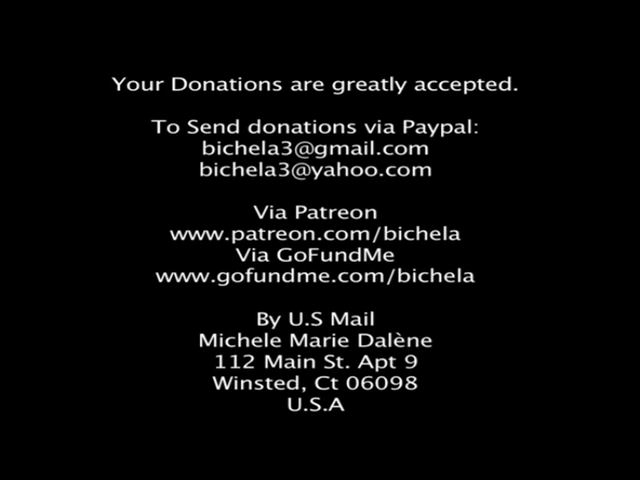 Your Donations are greatly accepted.
To Send donations via Paypal:
bichela3@gmail.com
bichela3@yahoo.com
Via Patreon
www.patreon.com/bichela
Via GoFundMe
www.gofundme.com/bichela
By U.S Mail
Michele Marie Dalène
112 Main St. Apt 9
Winsted, Ct 06098
U.S.A